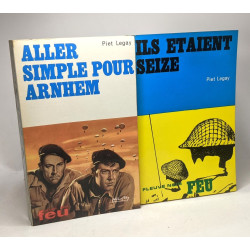 Piet Legay
ALLER
SIMPLE POUR
ARNHEM
feu
ILS ETAIENT
SEIZE
Piet Legay
FLEUVE NOIR
FEU